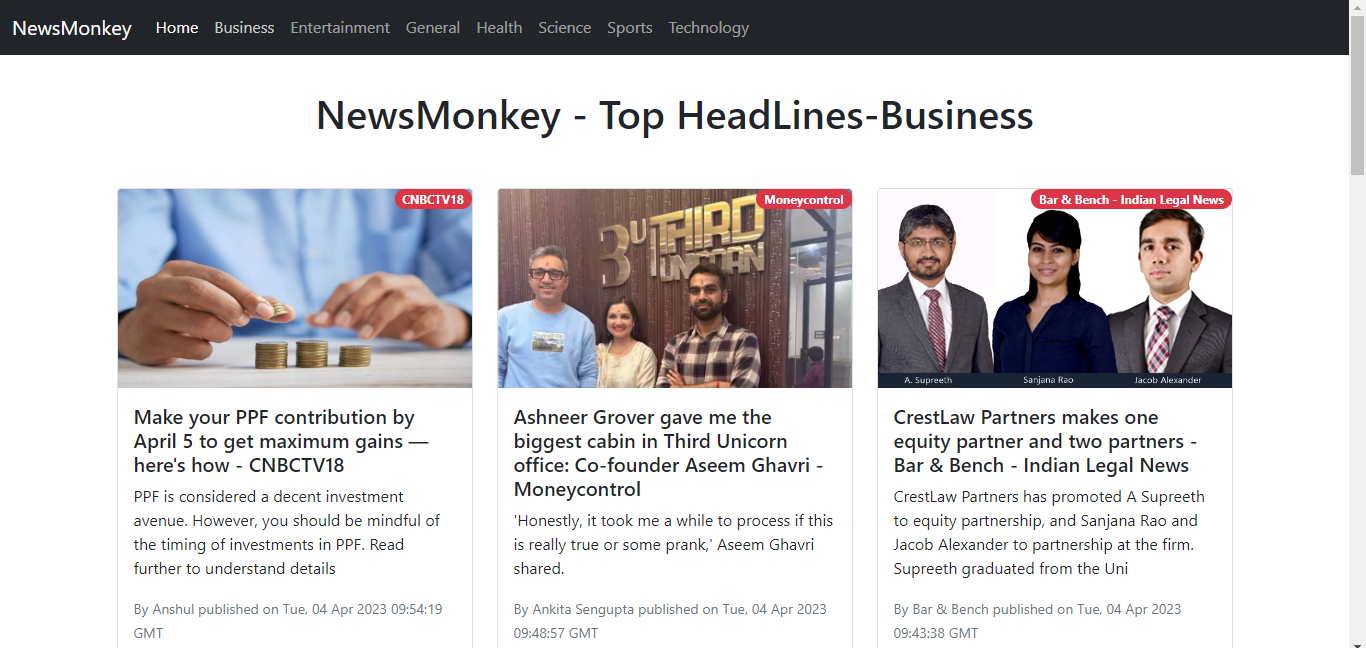 NewsMonkey Home Business Entertainment General Health Science Sports Technology
NewsMonkey - Top HeadLines-Business
CNBCTV18
Make your PPF contribution by
April 5 to get maximum gains —
here's how - CNBCTV18
PPF is considered a decent investment
avenue. However, you should be mindful of
the timing of investments in PPF. Read
further to understand details
By Anshul published on Tue, 04 Apr 2023 09:54:19
GMT
Moneycontrol
3U THIRD
UNICORN
Ashneer Grover gave me the
biggest cabin in Third Unicorn
office: Co-founder Aseem Ghavri -
Moneycontrol
'Honestly, it took me a while to process if this
is really true or some prank,' Aseem Ghavri
shared.
By Ankita Sengupta published on Tue, 04 Apr 2023
09:48:57 GMT
Bar & Bench - Indian Legal News
A. Supreeth Sanjana Rao Jacob Alexander
CrestLaw Partners makes one
equity partner and two partners -
Bar & Bench - Indian Legal News
CrestLaw Partners has promoted A Supreeth
to equity partnership, and Sanjana Rao and
Jacob Alexander to partnership at the firm.
Supreeth graduated from the Uni
By Bar & Bench published on Tue, 04 Apr 2023
09:43:38 GMT